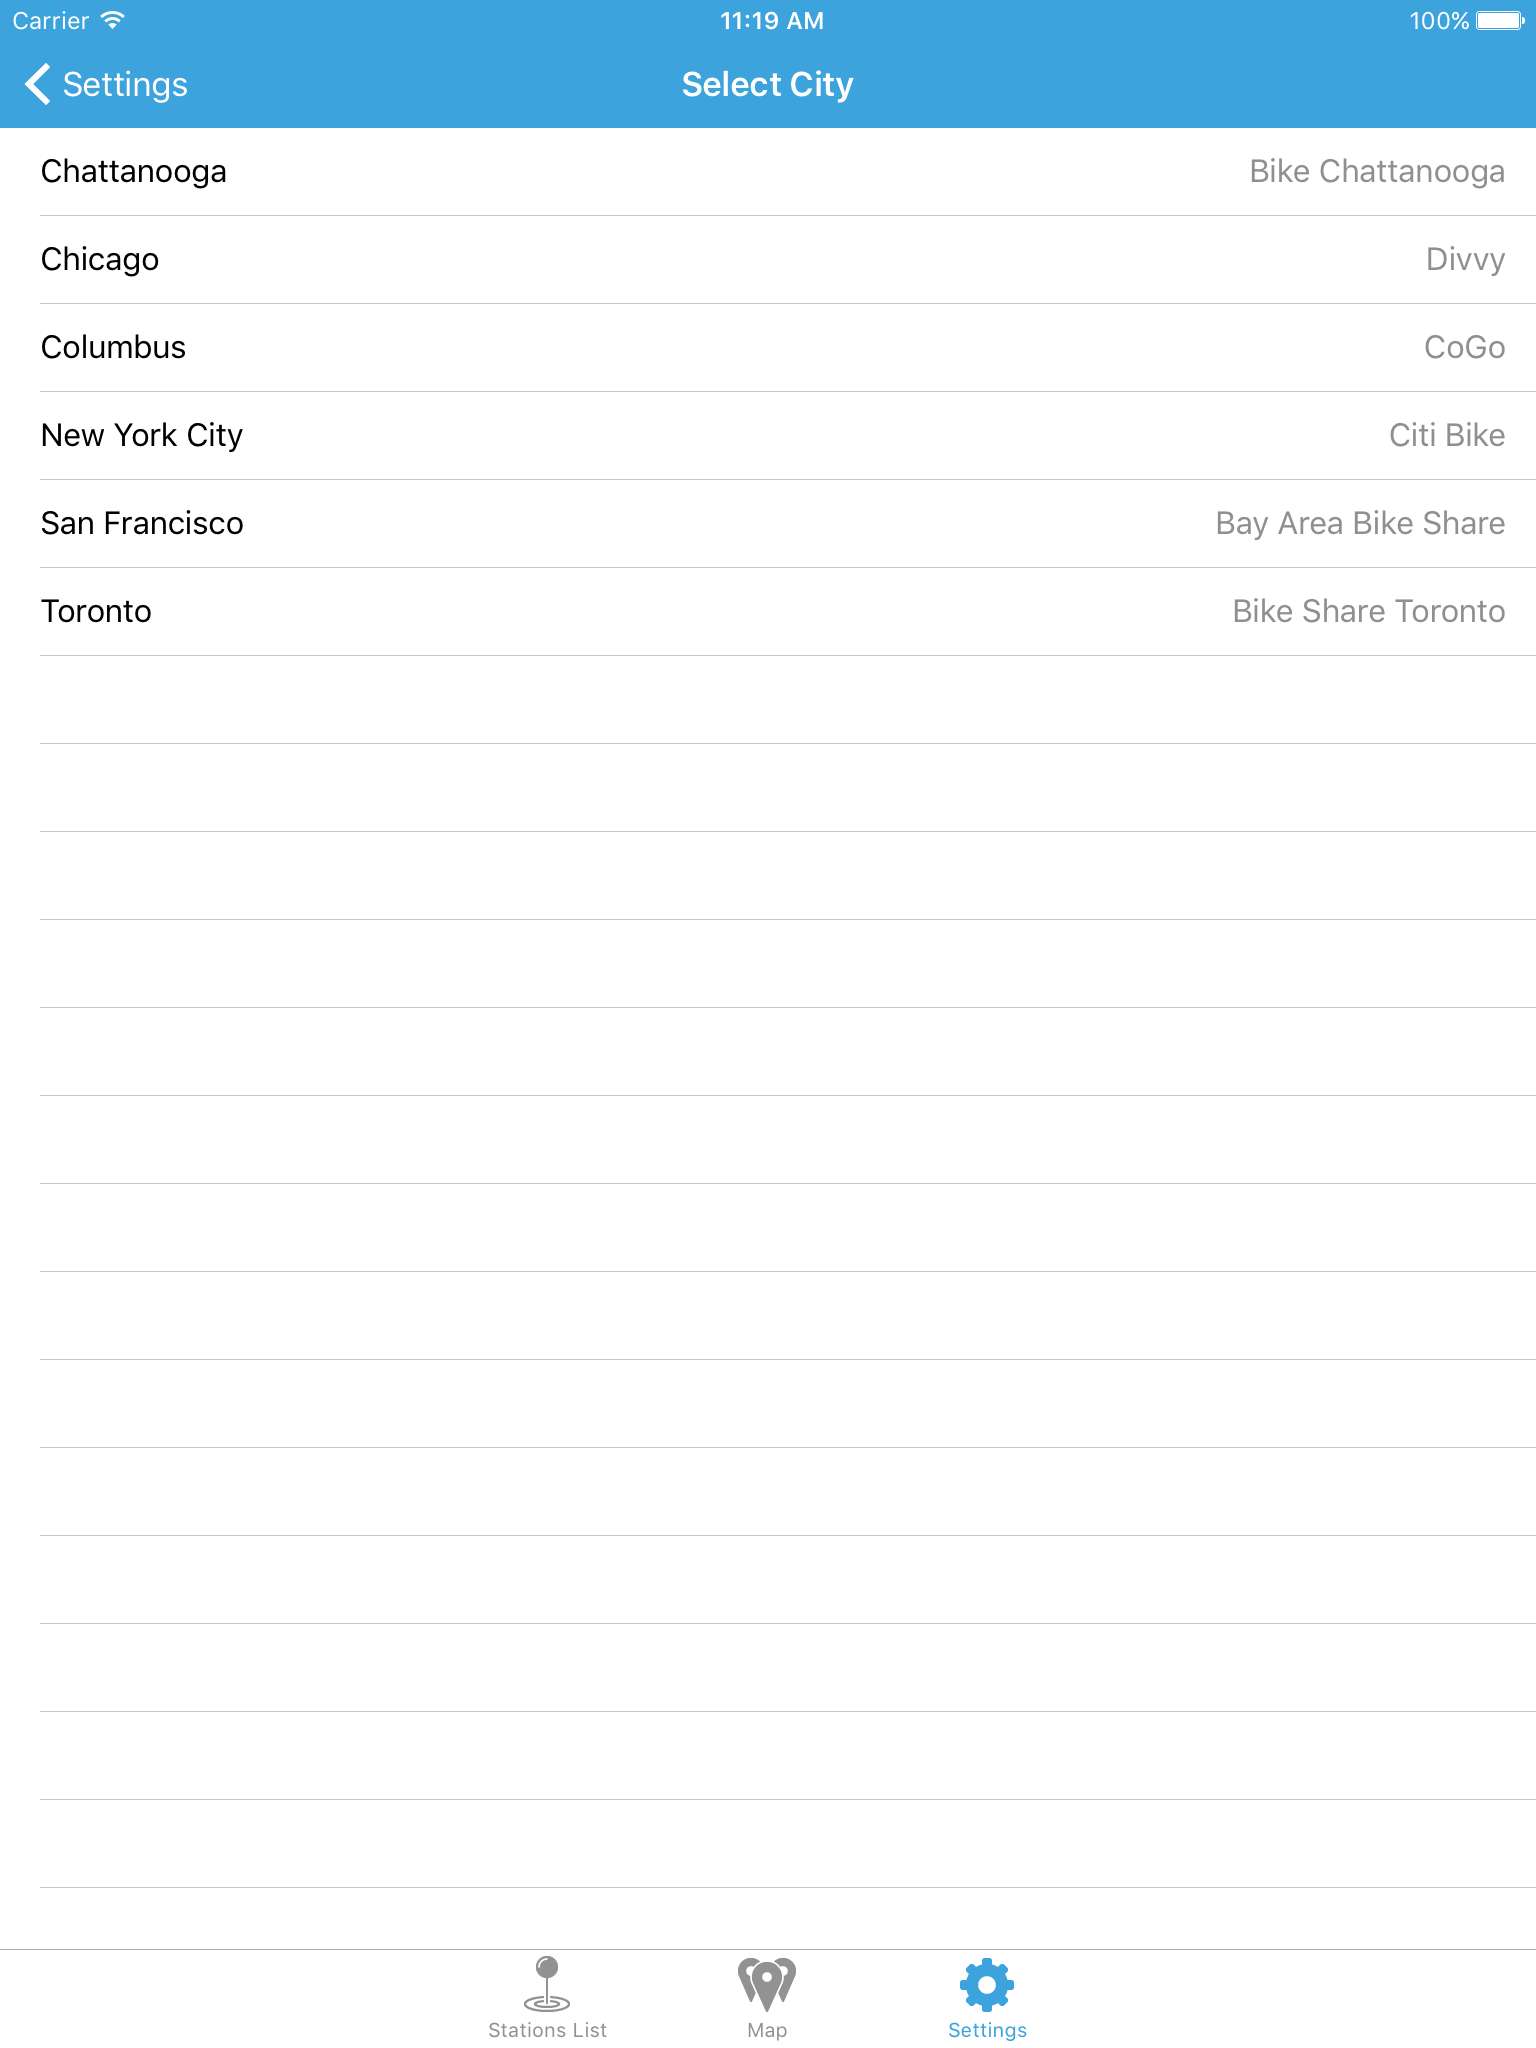 Carrier 11:19 AM 100%
Settings Select City
Chattanooga Bike Chattanooga
Chicago Divvy
Columbus CoGo
New York City Citi Bike
San Francisco Bay Area Bike Share
Toronto Bike Share Toronto
Stations List Map Settings